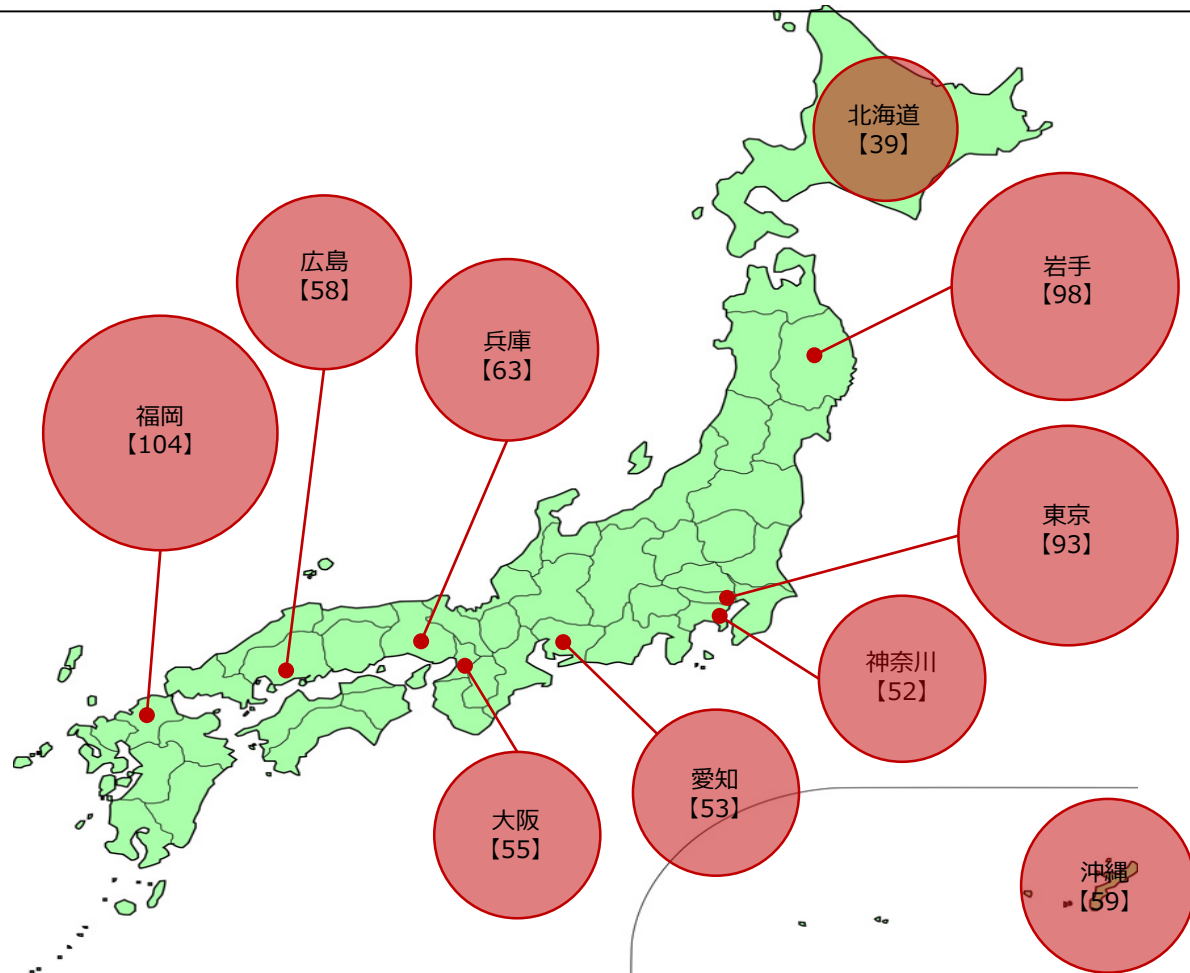 北海道
【39】
岩手
【98】
広島
【58】
兵庫
【63】
福岡
【104】
東京
【93】
神奈川
【52】
愛知
【53】
大阪
【55】
沖縄
【59】